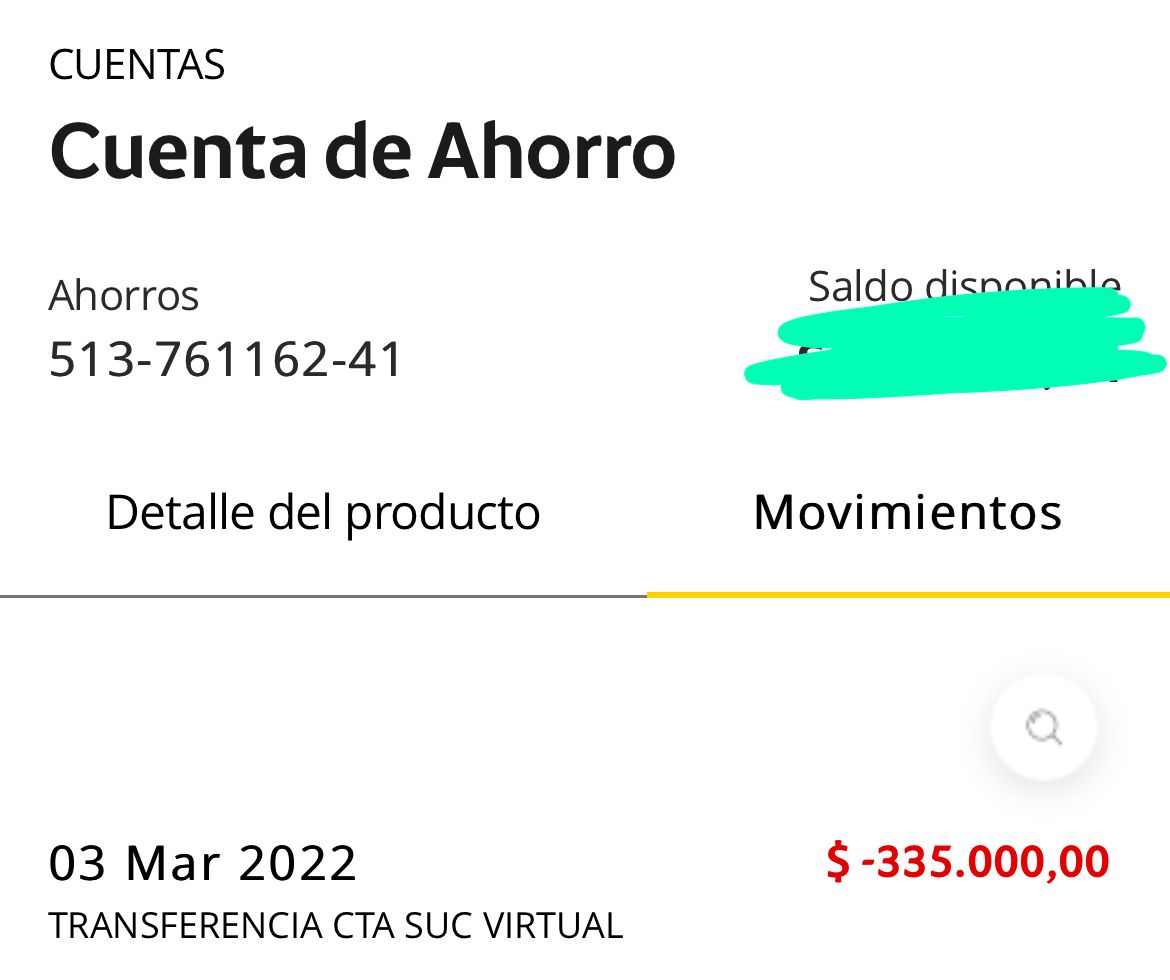 CUENTAS
Cuenta de Ahorro
Ahorros
513-761162-41
Saldo disponible
Detalle del producto
Movimientos
03 Mar 2022
$ -335.000,00
TRANSFERENCIA CTA SUC VIRTUAL